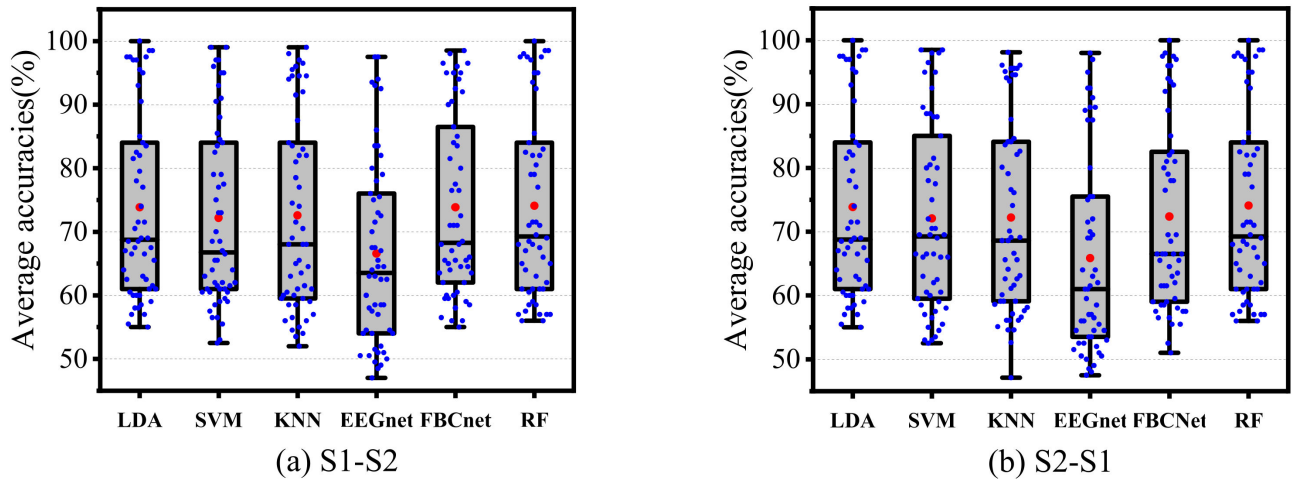 Average accuracies(%)
100
90
80
70
60
50
LDA SVM KNN EEGnet FBCnet RF
(a) S1-S2
Average accuracies(%)
100
90
80
70
60
50
LDA SVM KNN EEGnet FBCNet RF
(b) S2-S1